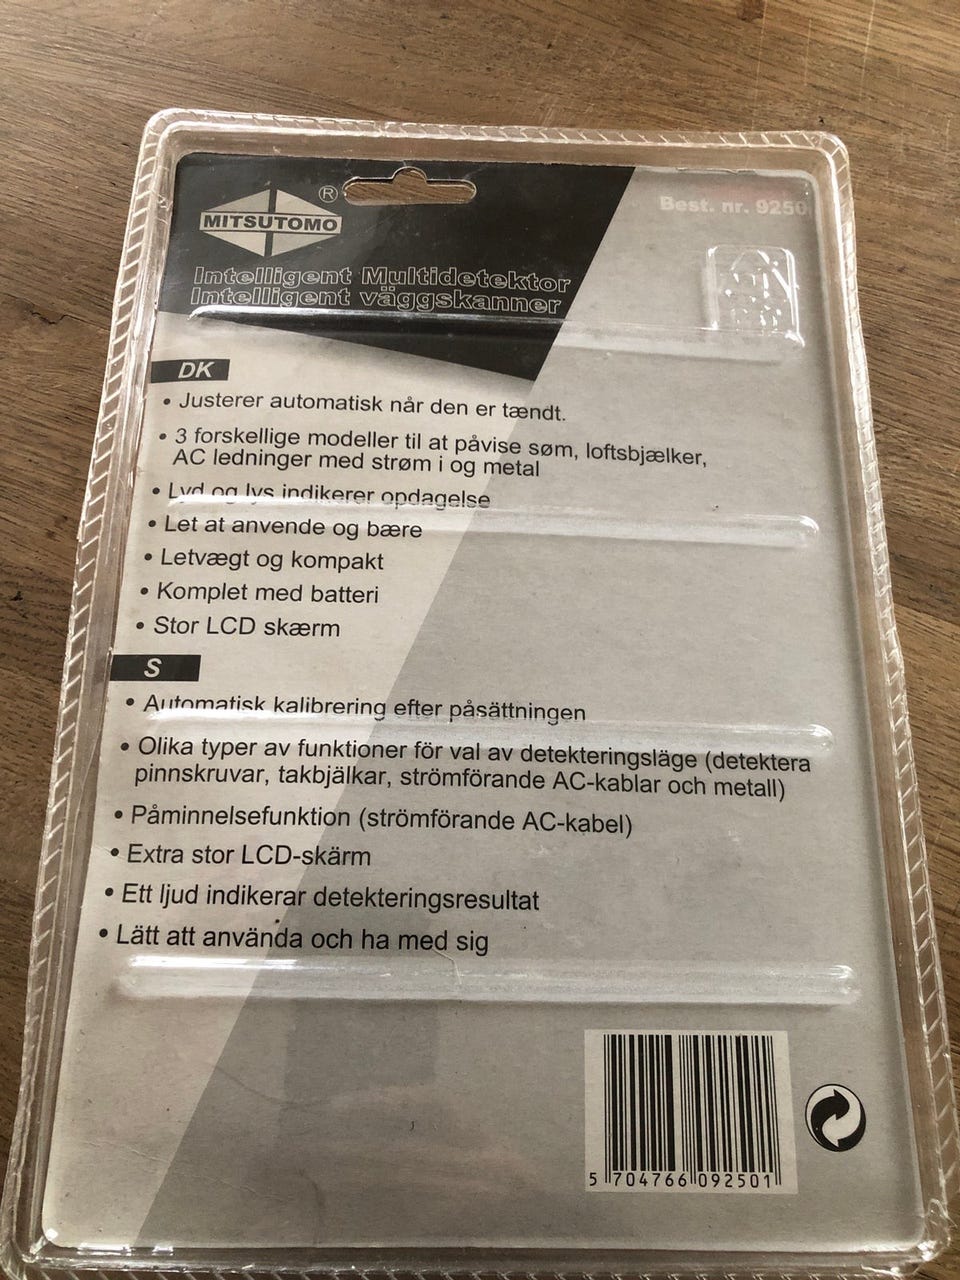 MITSUTOMO ®
Best. nr. 9250
Intelligent Multidetektor
Intelligent väggskanner
DK
• Justerer automatisk når den er tændt.
• 3 forskellige modeller til at påvise søm, loftsbjælker,
AC ledninger med strøm i og metal
• Lyd og lys indikerer opdagelse
• Let at anvende og bære
• Letvægt og kompakt
• Komplet med batteri
• Stor LCD skærm
S
• Automatisk kalibrering efter påsättningen
• Olika typer av funktioner för val av detekteringsläge (detektera
pinnskruvar, takbjälkar, strömförande AC-kablar och metall)
• Påminnelsefunktion (strömförande AC-kabel)
• Extra stor LCD-skärm
• Ett ljud indikerar detekteringsresultat
• Lätt att använda och ha med sig
5 704766 092501